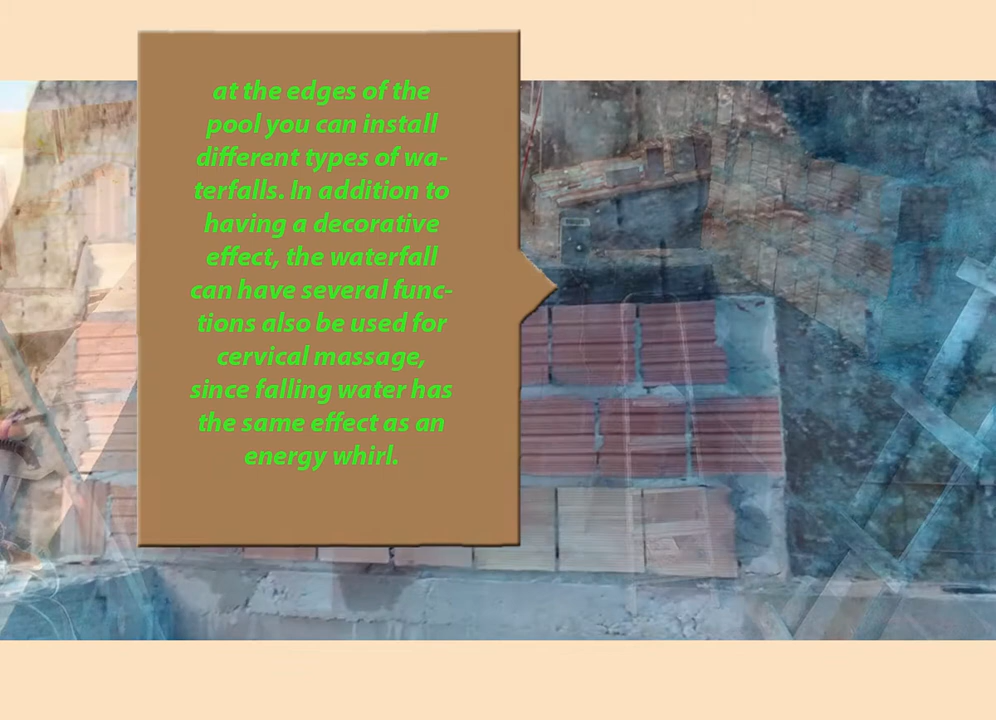 at the edges of the
pool you can install
different types of wa-
terfalls. In addition to
having a decorative
effect, the waterfall
can have several func-
tions also be used for
cervical massage,
since falling water has
the same effect as an
energy whirl.